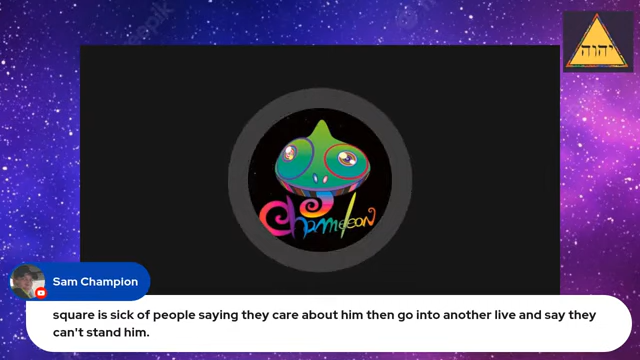 יהוה
Chameleon
Sam Champion
square is sick of people saying they care about him then go into another live and say they
can't stand him.